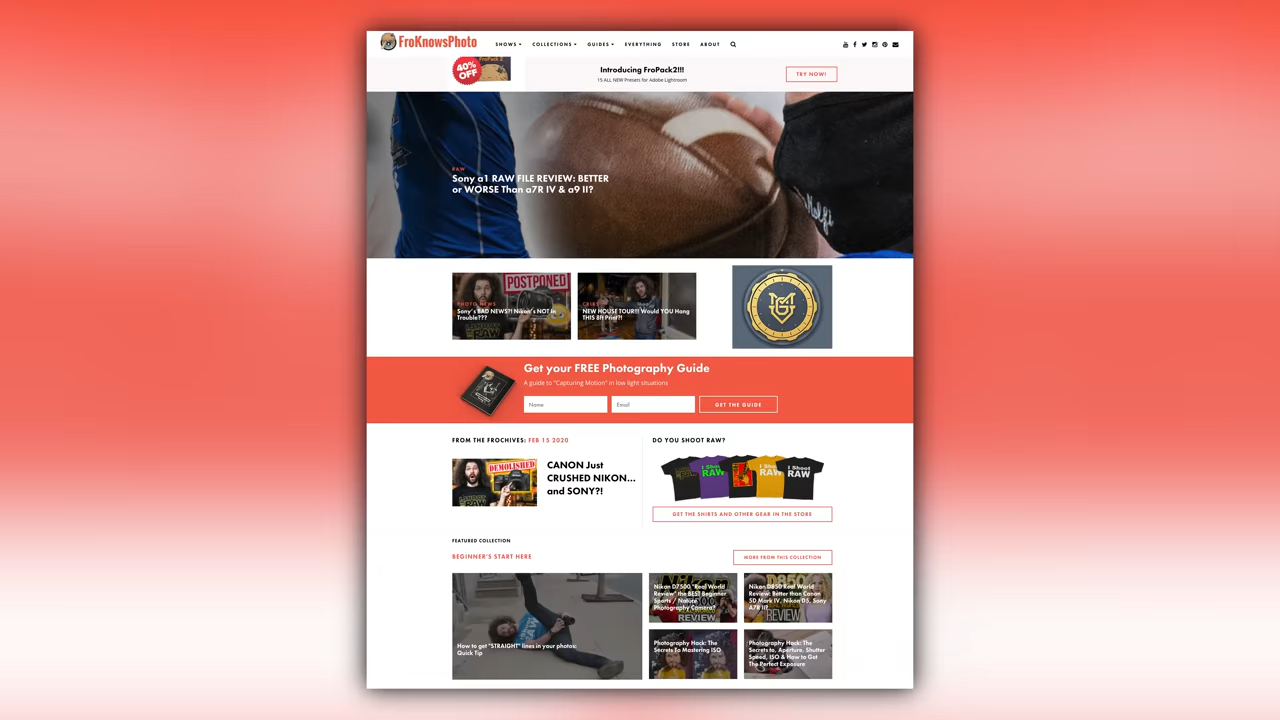 FroKnowsPhoto
SHOWS
COLLECTIONS
GUIDES
EVERYTHING
STORE
ABOUT
40%
OFF
FroPack 2
Introducing FroPack2!!!
15 ALL NEW Presets for Adobe Lightroom
TRY NOW!
RAW
Sony a1 RAW FILE REVIEW: BETTER
or WORSE Than a7R IV & a9 II?
POSTPONED
PHOTO NEWS
Sony's BAD NEWS?! Nikon's NOT In
Trouble???
CRIBS
NEW HOUSE TOUR!! Would YOU Hang
THIS 8ft Print?!
Get your FREE Photography Guide
A guide to "Capturing Motion" in low light situations
Name
Email
GET THE GUIDE
FROM THE FROCHIVES: FEB 15 2020
DEMOLISHED
CANON Just
CRUSHED NIKON...
and SONY?!
DO YOU SHOOT RAW?
I Shoot
RAW
I Shoot
RAW
I Shoot
RAW
GET THE SHIRTS AND OTHER GEAR IN THE STORE
FEATURED COLLECTION
BEGINNER'S START HERE
MORE FROM THIS COLLECTION
How to get "STRAIGHT" lines in your photos:
Quick Tip
Nikon D7500 "Real World
Review" the BEST Beginner
Sports / Nature
Photography Camera?
REVIEW
D850
Nikon D850 Real World
Review: Better than Canon
5D Mark IV, Nikon D5, Sony
A7R II?
REVIEW
Photography Hack: The
Secrets To Mastering ISO
Photography Hack: The
Secrets to, Aperture, Shutter
Speed, ISO & How to Get
The Perfect Exposure